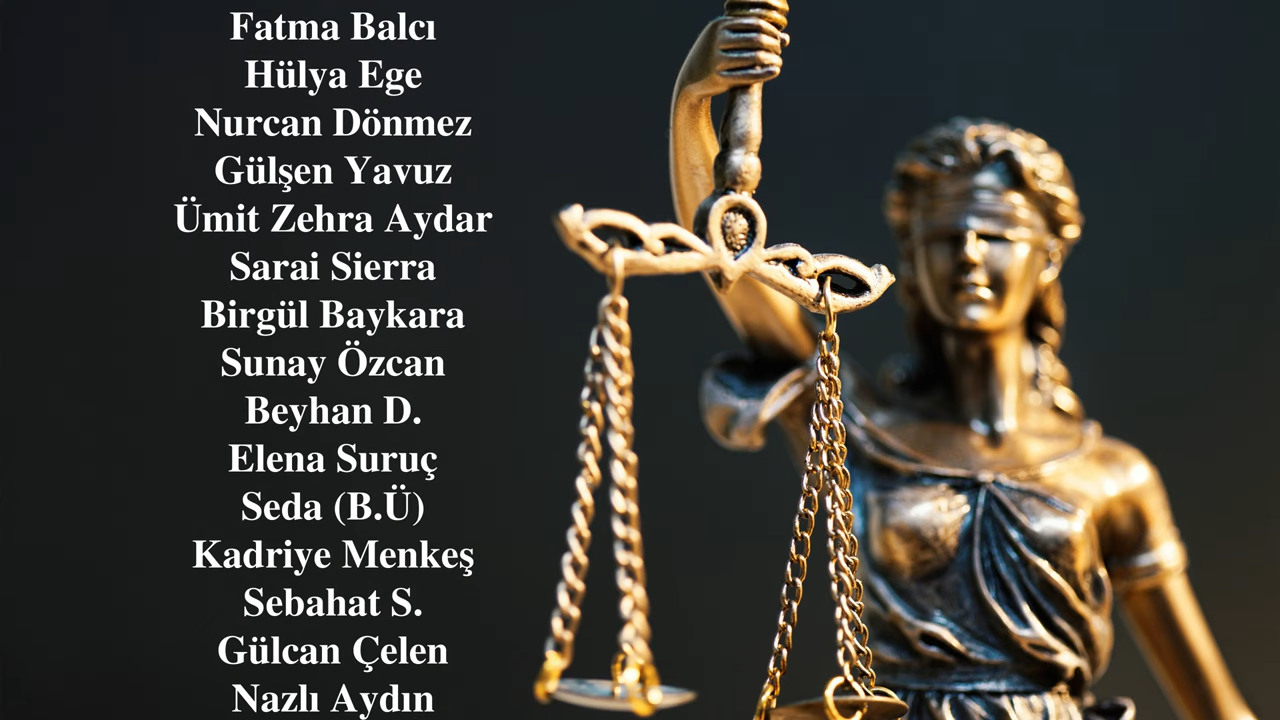 Fatma Balcı
Hülya Ege
Nurcan Dönmez
Gülşen Yavuz
Ümit Zehra Aydar
Sarai Sierra
Birgül Baykara
Sunay Özcan
Beyhan D.
Elena Suruç
Seda (B.Ü)
Kadriye Menkeş
Sebahat S.
Gülcan Çelen
Nazlı Aydın